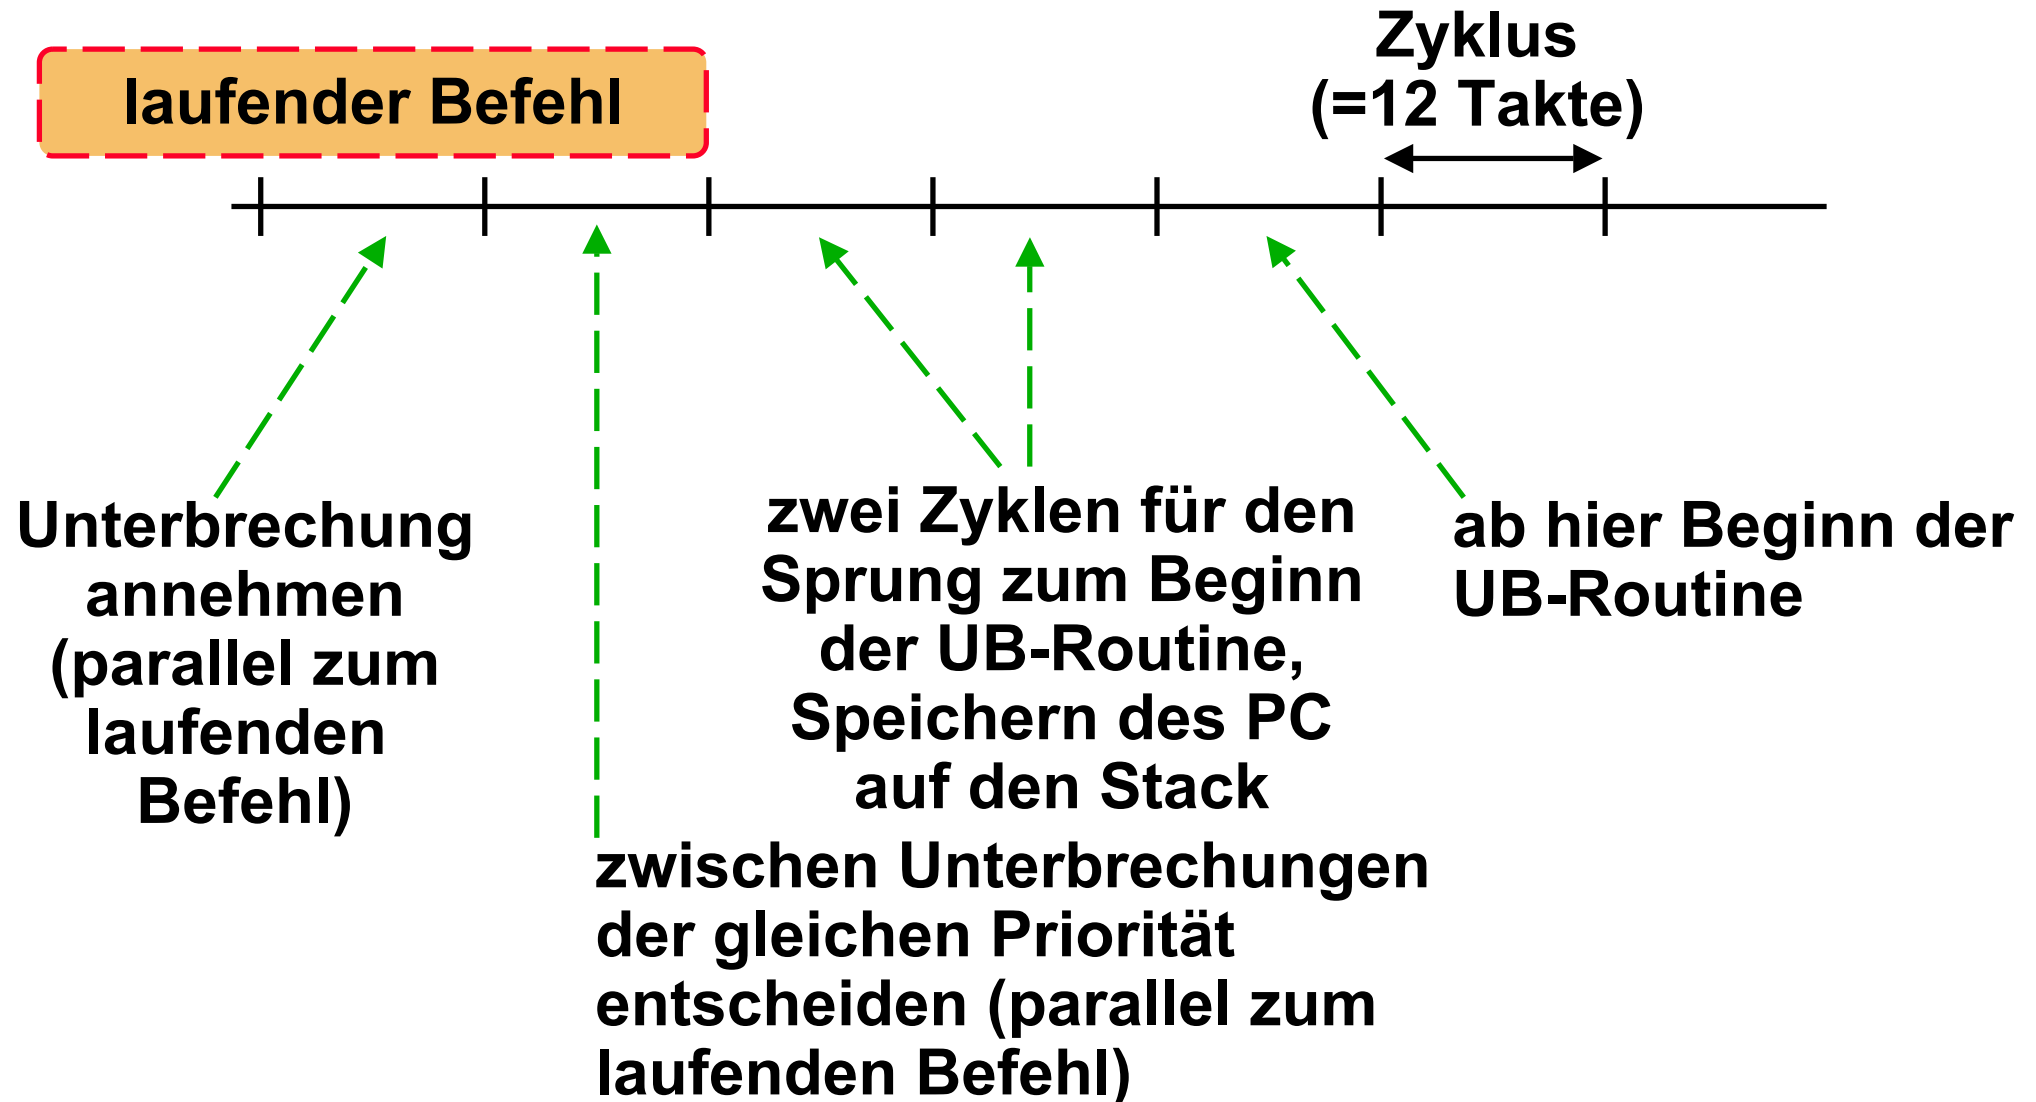 Zyklus
(=12 Takte)
laufender Befehl
Unterbrechung
annehmen
(parallel zum
laufenden
Befehl)
zwei Zyklen für den
Sprung zum Beginn
der UB-Routine,
Speichern des PC
auf den Stack
ab hier Beginn der
UB-Routine
zwischen Unterbrechungen
der gleichen Priorität
entscheiden (parallel zum
laufenden Befehl)